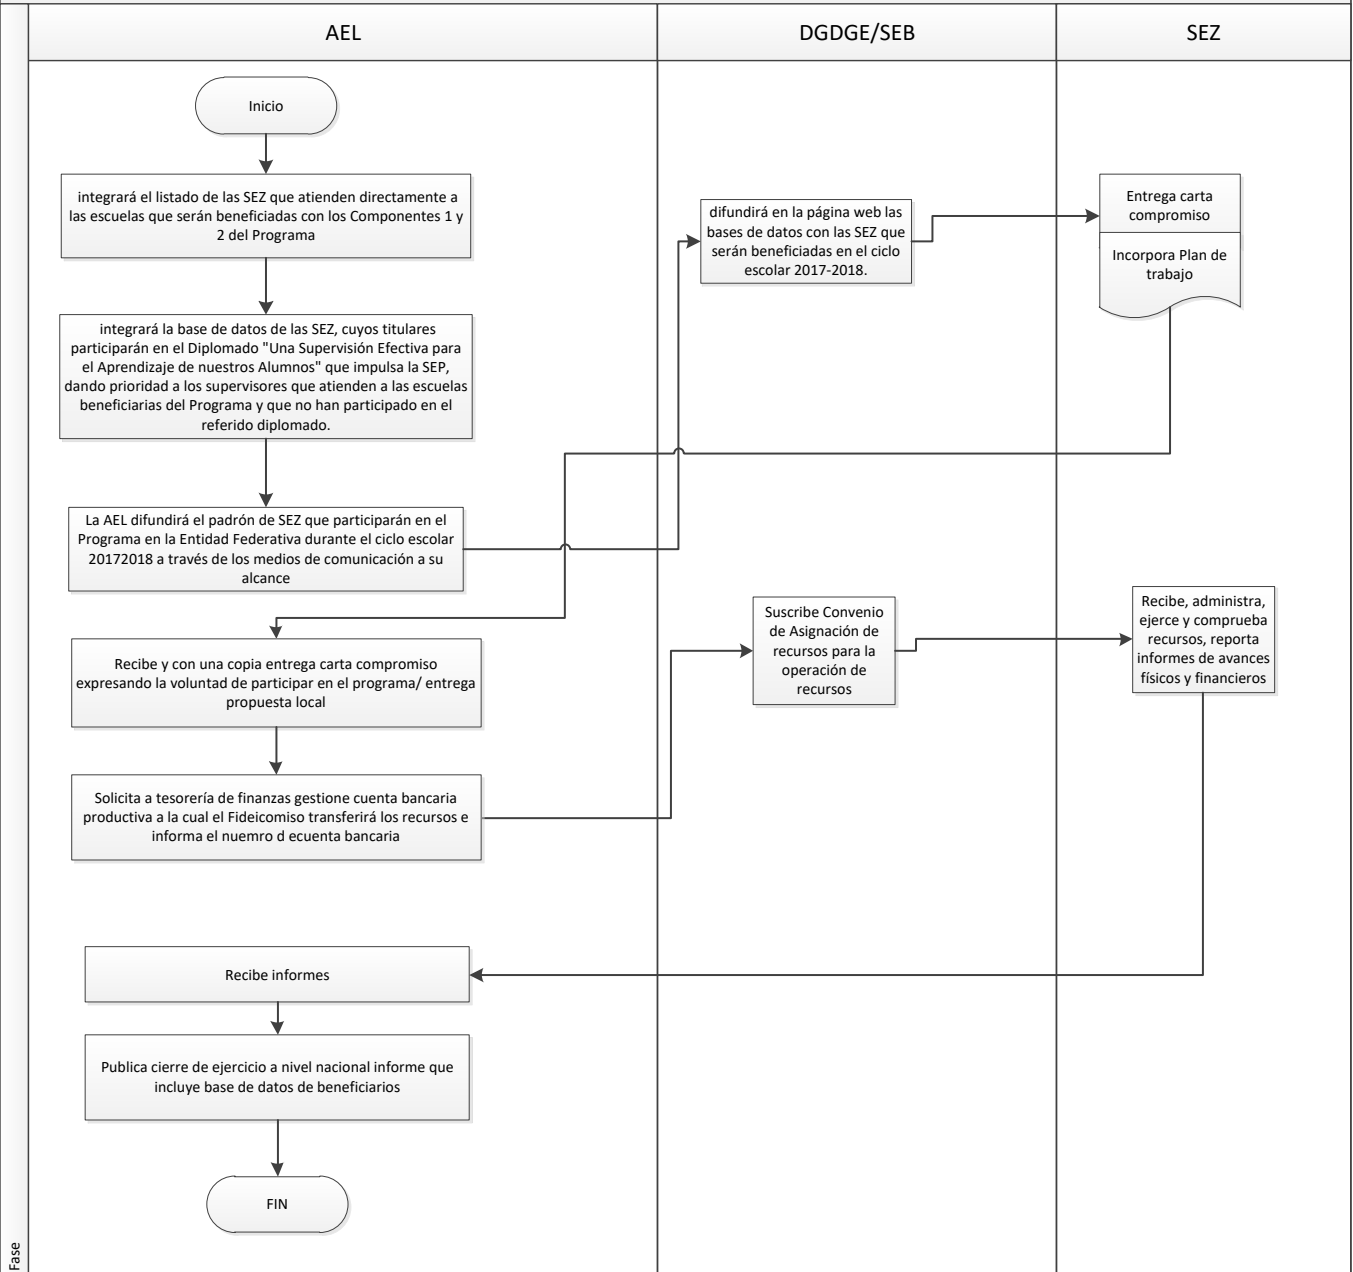 AEL
DGDGE/SEB
SEZ
Inicio
integrará el listado de las SEZ que atienden directamente a
las escuelas que serán beneficiadas con los Componentes 1 y
2 del Programa
difundirá en la página web las
bases de datos con las SEZ que
serán beneficiadas en el ciclo
escolar 2017-2018.
Entrega carta
compromiso
Incorpora Plan de
trabajo
integrará la base de datos de las SEZ, cuyos titulares
participarán en el Diplomado "Una Supervisión Efectiva para
el Aprendizaje de nuestros Alumnos" que impulsa la SEP,
dando prioridad a los supervisores que atienden a las escuelas
beneficiarias del Programa y que no han participado en el
referido diplomado.
La AEL difundirá el padrón de SEZ que participarán en el
Programa en la Entidad Federativa durante el ciclo escolar
20172018 a través de los medios de comunicación a su
alcance
Recibe y con una copia entrega carta compromiso
expresando la voluntad de participar en el programa/ entrega
propuesta local
Suscribe Convenio
de Asignación de
recursos para la
operación de
recursos
Recibe, administra,
ejerce y comprueba
recursos, reporta
informes de avances
físicos y financieros
Solicita a tesorería de finanzas gestione cuenta bancaria
productiva a la cual el Fideicomiso transferirá los recursos e
informa el nuemro d ecuenta bancaria
Recibe informes
Publica cierre de ejercicio a nivel nacional informe que
incluye base de datos de beneficiarios
FIN
Fase